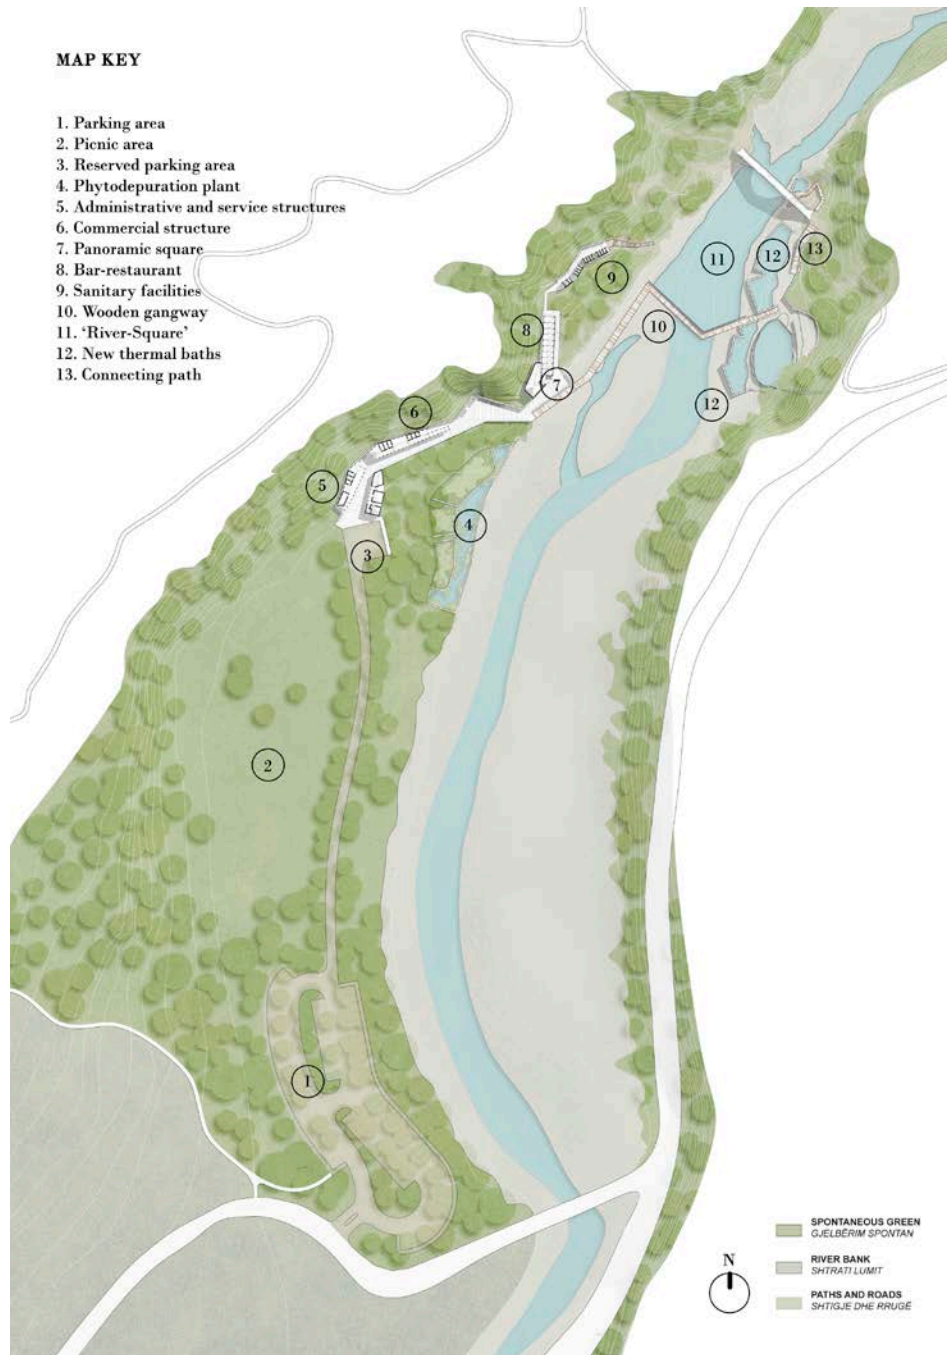 MAP KEY
1. Parking area
2. Picnic area
3. Reserved parking area
4. Phytodepuration plant
5. Administrative and service structures
6. Commercial structure
7. Panoramic square
8. Bar-restaurant
9. Sanitary facilities
10. Wooden gangway
11. ‘River-Square’
12. New thermal baths
13. Connecting path
11
12
13
9
10
8
7
12
6
5
4
3
2
1
N
SPONTANEOUS GREEN
GJELBËRIM SPONTAN
RIVER BANK
SHTRATI LUMIT
PATHS AND ROADS
SHTIGJE DHE RRUGË